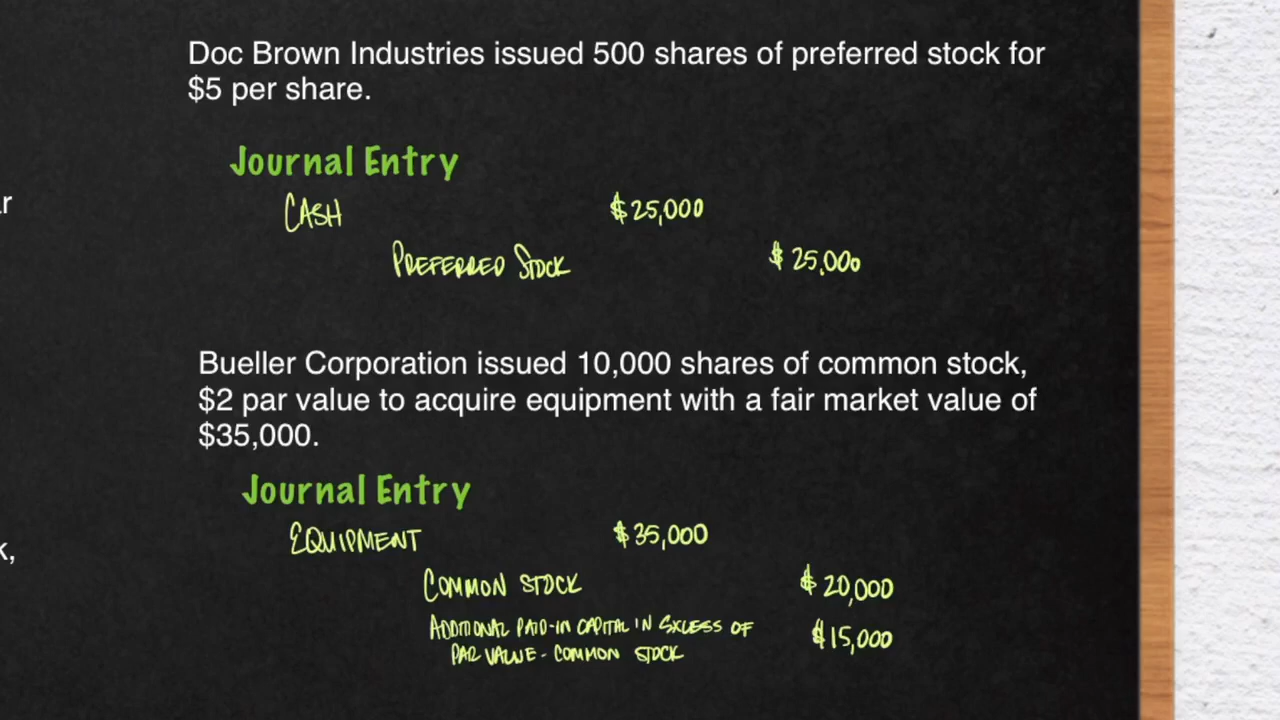 Doc Brown Industries issued 500 shares of preferred stock for
$5 per share.
Journal Entry
CASH $25,000
PREFERRED STOCK $25,000
Bueller Corporation issued 10,000 shares of common stock,
$2 par value to acquire equipment with a fair market value of
$35,000.
Journal Entry
EQUIPMENT $35,000
COMMON STOCK $20,000
ADDITIONAL PAID-IN CAPITAL IN EXCESS OF $15,000
PAR VALUE - COMMON STOCK